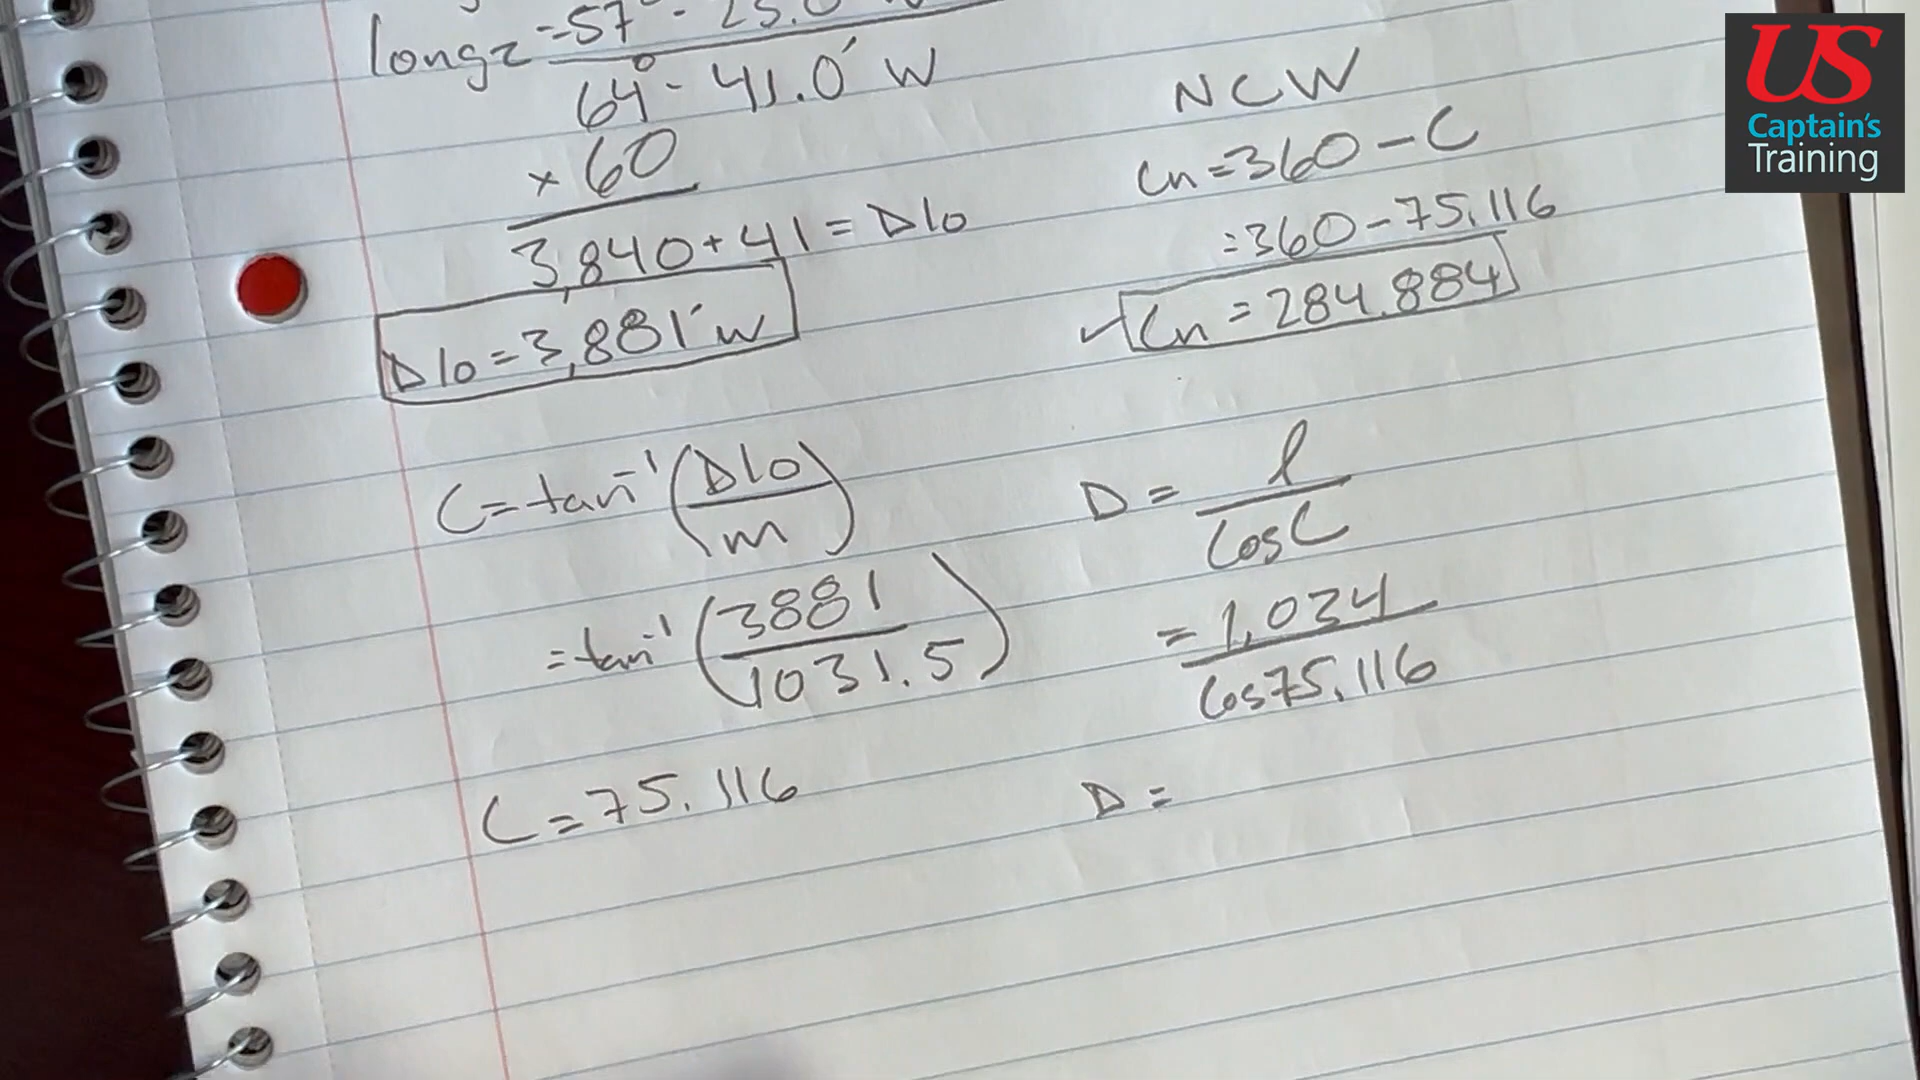 long2 = -57° - 23.0' W
64° - 41.0' W
× 60
3,840 + 41 = Dlo
Dlo = 3,881' W
C = tan⁻¹ (Dlo / m)
= tan⁻¹ (3881 / 1031.5)
C = 75.116
N C W
Cn = 360 - C
= 360 - 75.116
✓ Cn = 284.884
D = l / Cos C
= 1,034 / Cos 75.116
D =
US
Captain's
Training